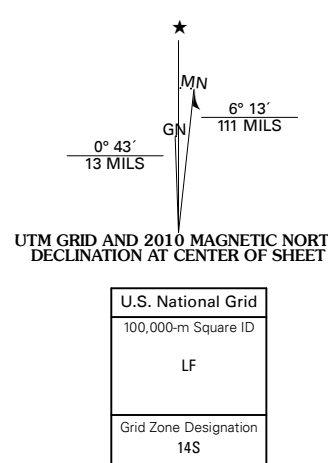 ★
MN
GN
6° 13´
111 MILS
0° 43´
13 MILS
UTM GRID AND 2010 MAGNETIC NORT
DECLINATION AT CENTER OF SHEET
U.S. National Grid
100,000-m Square ID
LF
Grid Zone Designation
14S